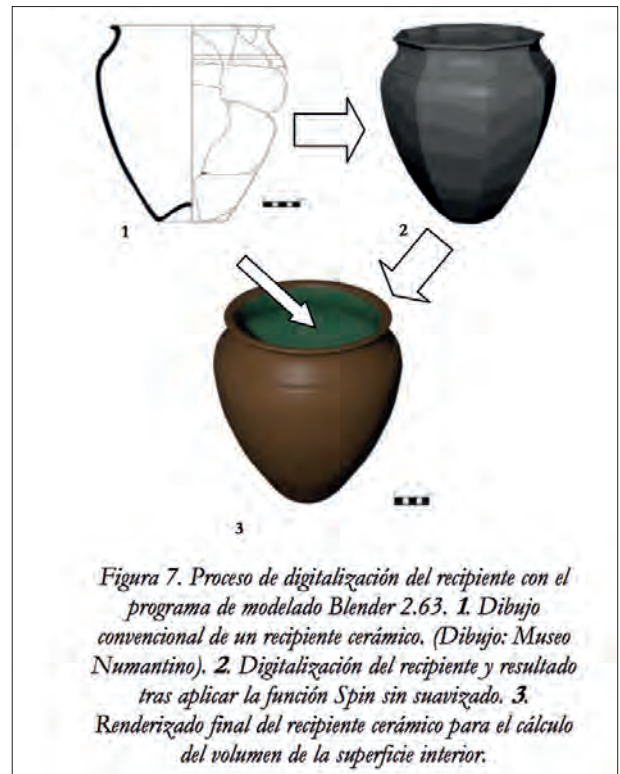 1
2
3
Figura 7. Proceso de digitalización del recipiente con el
programa de modelado Blender 2.63. 1. Dibujo
convencional de un recipiente cerámico. (Dibujo: Museo
Numantino). 2. Digitalización del recipiente y resultado
tras aplicar la función Spin sin suavizado. 3.
Renderizado final del recipiente cerámico para el cálculo
del volumen de la superficie interior.